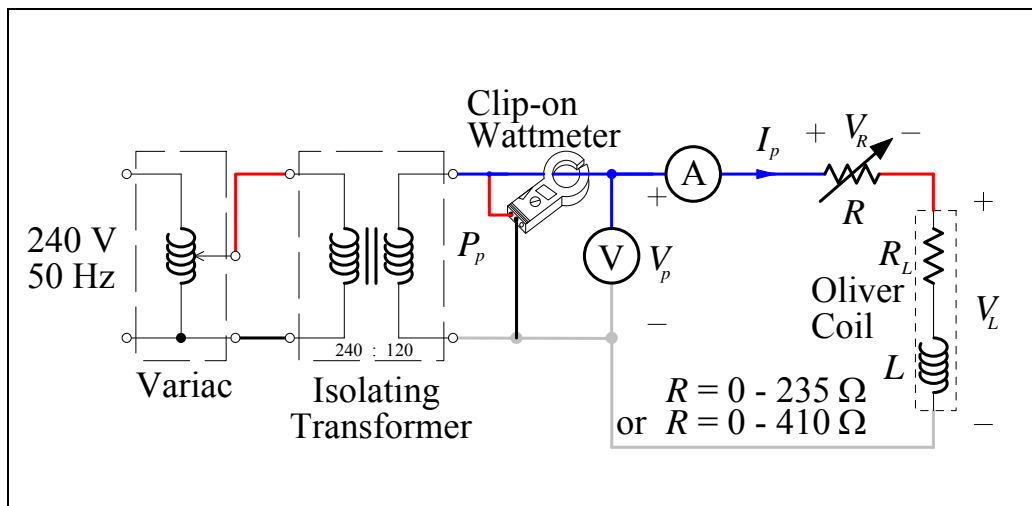 Clip-on
Wattmeter
240 V
50 Hz
P_p
V
V_p
+
−
A
I_p
+ V_R −
R
+
−
R_L
Oliver
Coil
L
V_L
240 : 120
Variac
Isolating
Transformer
R = 0 - 235 Ω
or R = 0 - 410 Ω